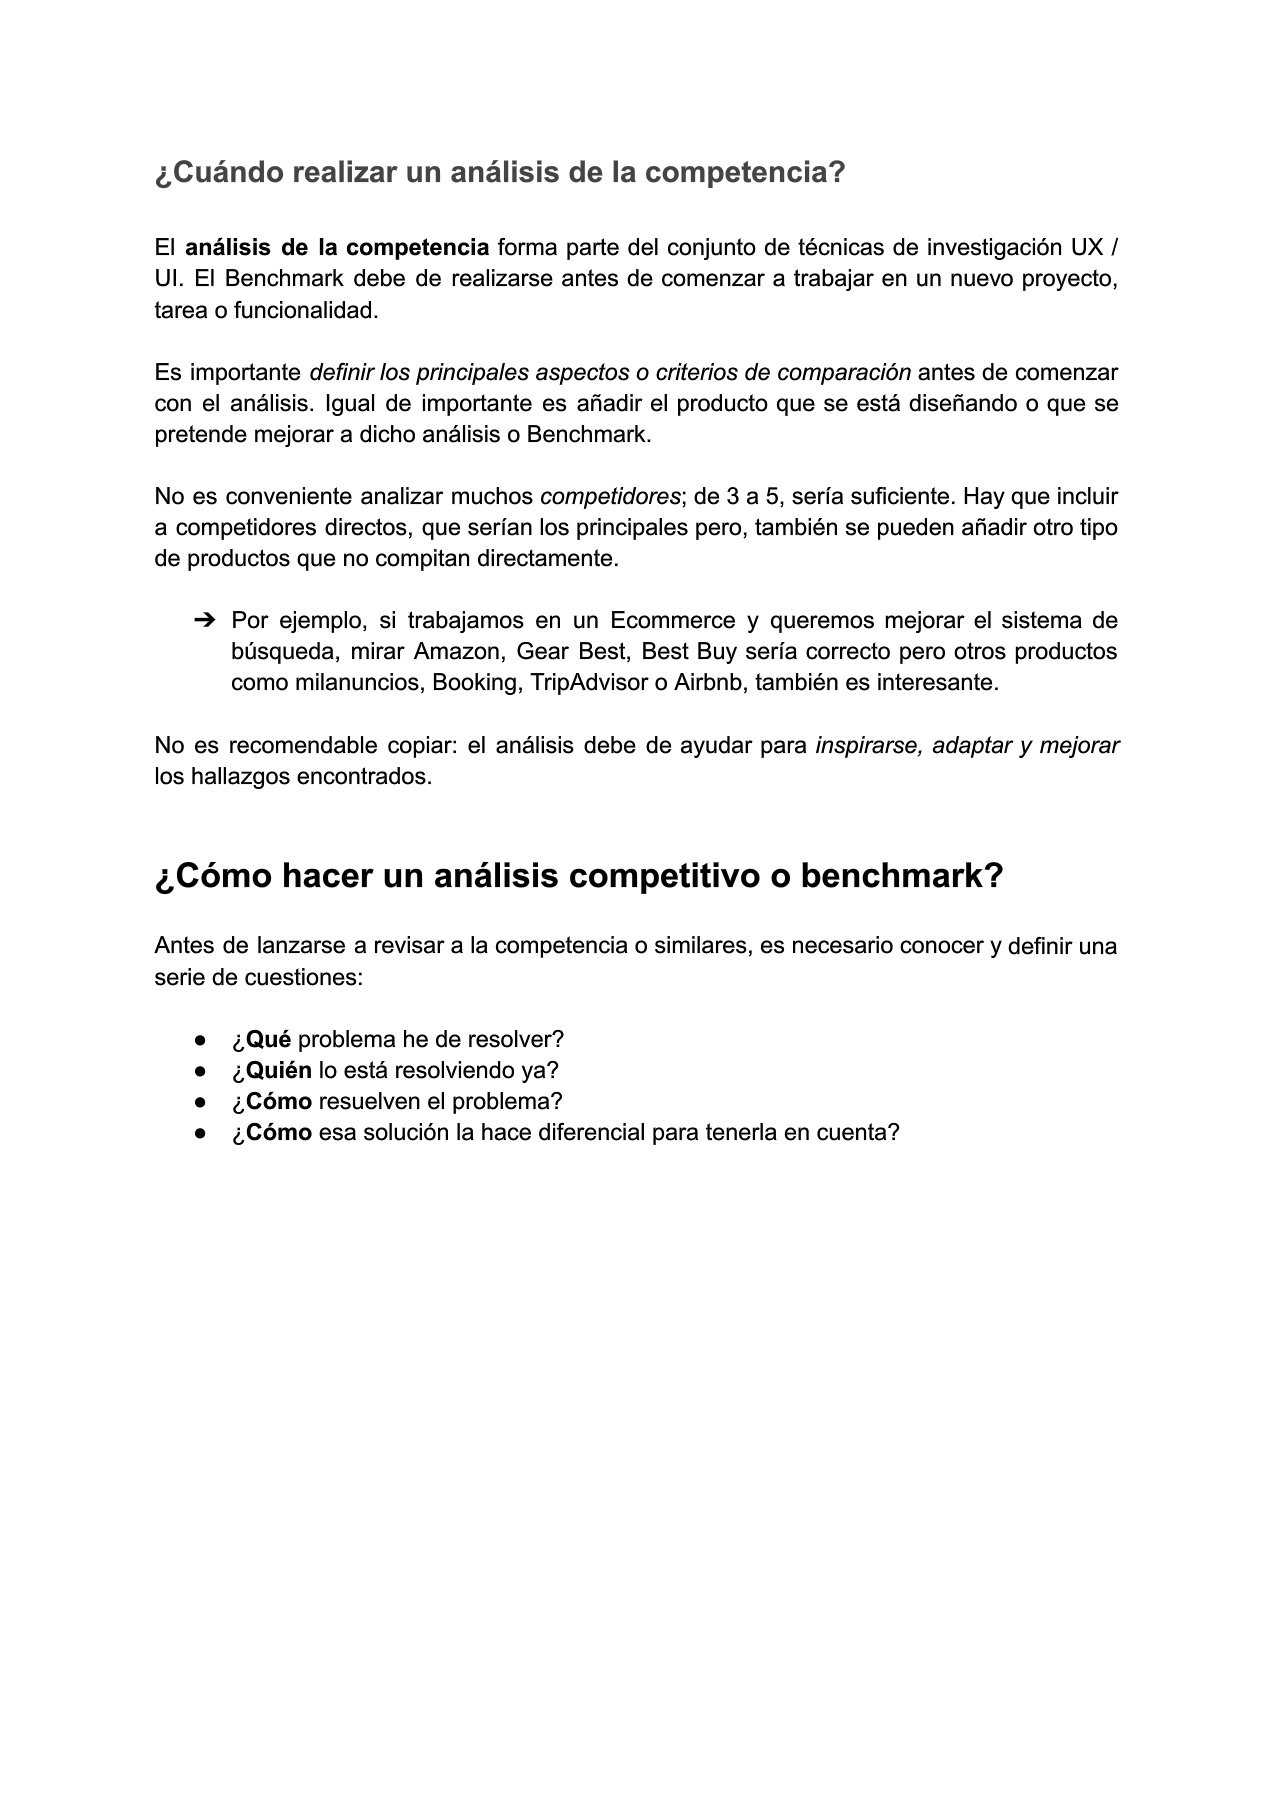 ¿Cuándo realizar un análisis de la competencia?
El análisis de la competencia forma parte del conjunto de técnicas de investigación UX /
UI. El Benchmark debe de realizarse antes de comenzar a trabajar en un nuevo proyecto,
tarea o funcionalidad.
Es importante definir los principales aspectos o criterios de comparación antes de comenzar
con el análisis. Igual de importante es añadir el producto que se está diseñando o que se
pretende mejorar a dicho análisis o Benchmark.
No es conveniente analizar muchos competidores; de 3 a 5, sería suficiente. Hay que incluir
a competidores directos, que serían los principales pero, también se pueden añadir otro tipo
de productos que no compitan directamente.
➔ Por ejemplo, si trabajamos en un Ecommerce y queremos mejorar el sistema de
búsqueda, mirar Amazon, Gear Best, Best Buy sería correcto pero otros productos
como milanuncios, Booking, TripAdvisor o Airbnb, también es interesante.
No es recomendable copiar: el análisis debe de ayudar para inspirarse, adaptar y mejorar
los hallazgos encontrados.
¿Cómo hacer un análisis competitivo o benchmark?
Antes de lanzarse a revisar a la competencia o similares, es necesario conocer y definir una
serie de cuestiones:
● ¿Qué problema he de resolver?
● ¿Quién lo está resolviendo ya?
● ¿Cómo resuelven el problema?
● ¿Cómo esa solución la hace diferencial para tenerla en cuenta?